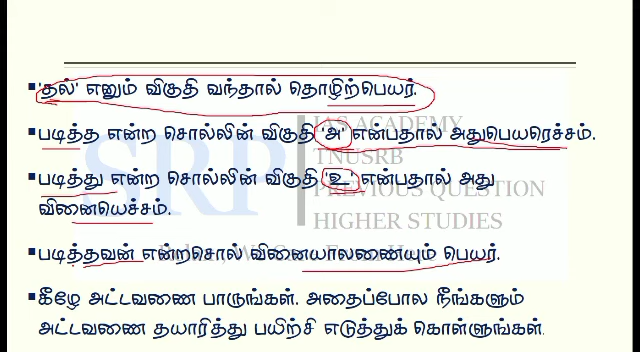 'தல்' எனும் விகுதி வந்தால் தொழிற்பெயர்.
படித்த என்ற சொல்லின் விகுதி 'அ' என்பதால் அதுபெயரெச்சம்.
படித்து என்ற சொல்லின் விகுதி 'உ' என்பதால் அது
வினையெச்சம்.
படித்தவன் என்றசொல் வினையாலணையும் பெயர்.
கீழே அட்டவணை பாருங்கள். அதைப்போல நீங்களும்
அட்டவணை தயாரித்து பயிற்சி எடுத்துக் கொள்ளுங்கள்.
SRP
IAS ACADEMY
TNUSRB
PREVIOUS QUESTION
HIGHER STUDIES